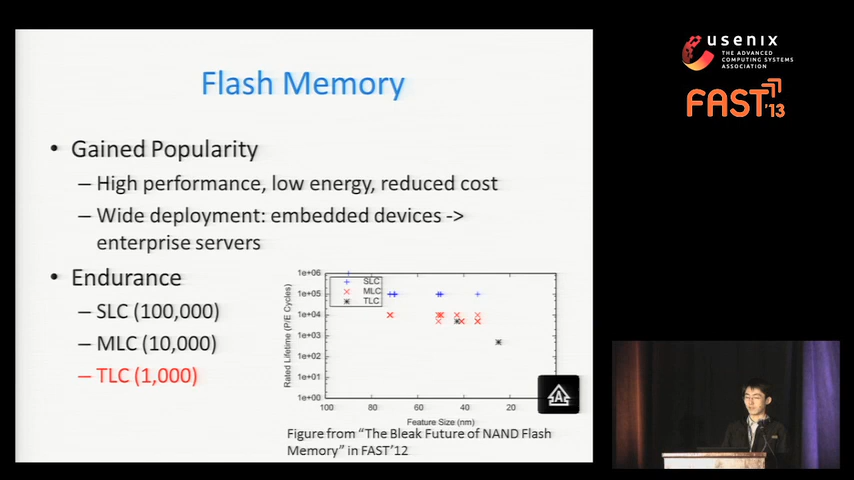 Flash Memory
• Gained Popularity
– High performance, low energy, reduced cost
– Wide deployment: embedded devices ->
enterprise servers
• Endurance
– SLC (100,000)
– MLC (10,000)
– TLC (1,000)
Rated Lifetime (P/E Cycles)
1e+06
1e+05
1e+04
1e+03
1e+02
1e+01
1e+00
SLC
MLC
TLC
100
80
60
40
20
Feature Size (nm)
A
Figure from “The Bleak Future of NAND Flash
Memory” in FAST’12
usenix
THE ADVANCED
COMPUTING SYSTEMS
ASSOCIATION
FAST’13